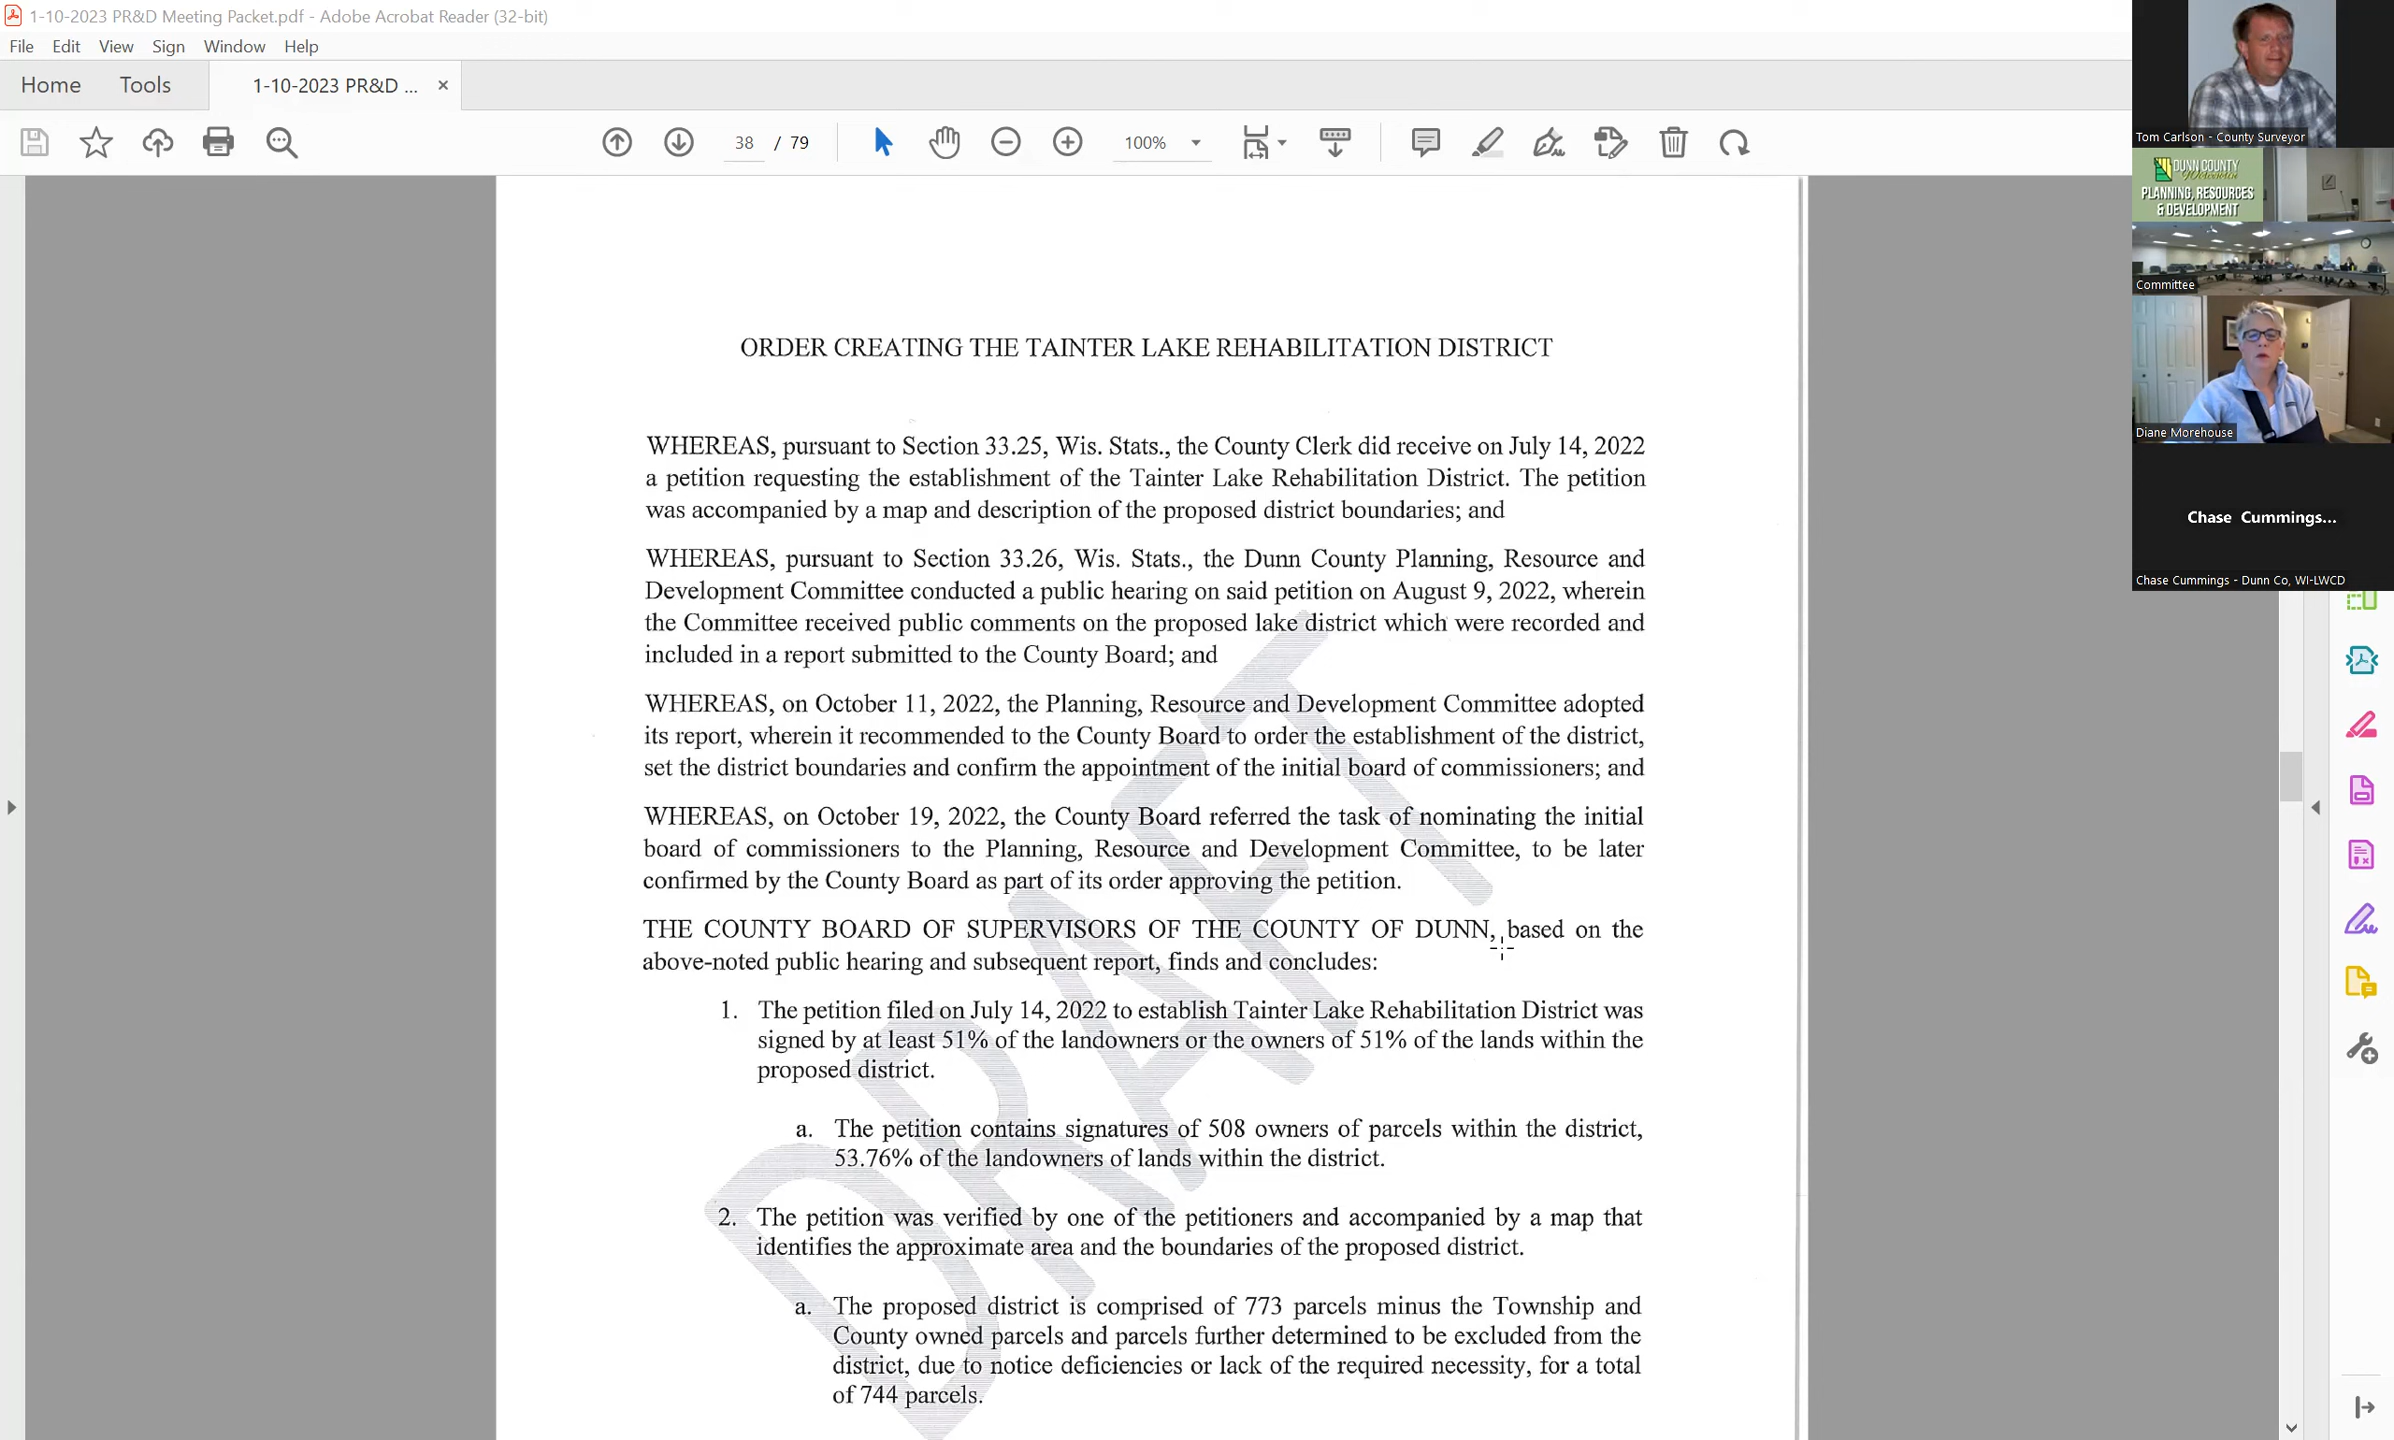 1-10-2023 PR&D Meeting Packet.pdf - Adobe Acrobat Reader (32-bit)
File Edit View Sign Window Help
Home Tools 1-10-2023 PR&D ... ×
38 / 79 100%
ORDER CREATING THE TAINTER LAKE REHABILITATION DISTRICT
WHEREAS, pursuant to Section 33.25, Wis. Stats., the County Clerk did receive on July 14, 2022
a petition requesting the establishment of the Tainter Lake Rehabilitation District. The petition
was accompanied by a map and description of the proposed district boundaries; and
WHEREAS, pursuant to Section 33.26, Wis. Stats., the Dunn County Planning, Resource and
Development Committee conducted a public hearing on said petition on August 9, 2022, wherein
the Committee received public comments on the proposed lake district which were recorded and
included in a report submitted to the County Board; and
WHEREAS, on October 11, 2022, the Planning, Resource and Development Committee adopted
its report, wherein it recommended to the County Board to order the establishment of the district,
set the district boundaries and confirm the appointment of the initial board of commissioners; and
WHEREAS, on October 19, 2022, the County Board referred the task of nominating the initial
board of commissioners to the Planning, Resource and Development Committee, to be later
confirmed by the County Board as part of its order approving the petition.
THE COUNTY BOARD OF SUPERVISORS OF THE COUNTY OF DUNN, based on the
above-noted public hearing and subsequent report, finds and concludes:
1. The petition filed on July 14, 2022 to establish Tainter Lake Rehabilitation District was
signed by at least 51% of the landowners or the owners of 51% of the lands within the
proposed district.
a. The petition contains signatures of 508 owners of parcels within the district,
53.76% of the landowners of lands within the district.
2. The petition was verified by one of the petitioners and accompanied by a map that
identifies the approximate area and the boundaries of the proposed district.
a. The proposed district is comprised of 773 parcels minus the Township and
County owned parcels and parcels further determined to be excluded from the
district, due to notice deficiencies or lack of the required necessity, for a total
of 744 parcels.
DRAFT
Tom Carlson - County Surveyor
DUNN COUNTY
Wisconsin
PLANNING, RESOURCES
& DEVELOPMENT
Committee
Diane Morehouse
Chase Cummings...
Chase Cummings - Dunn Co, WI-LWCD